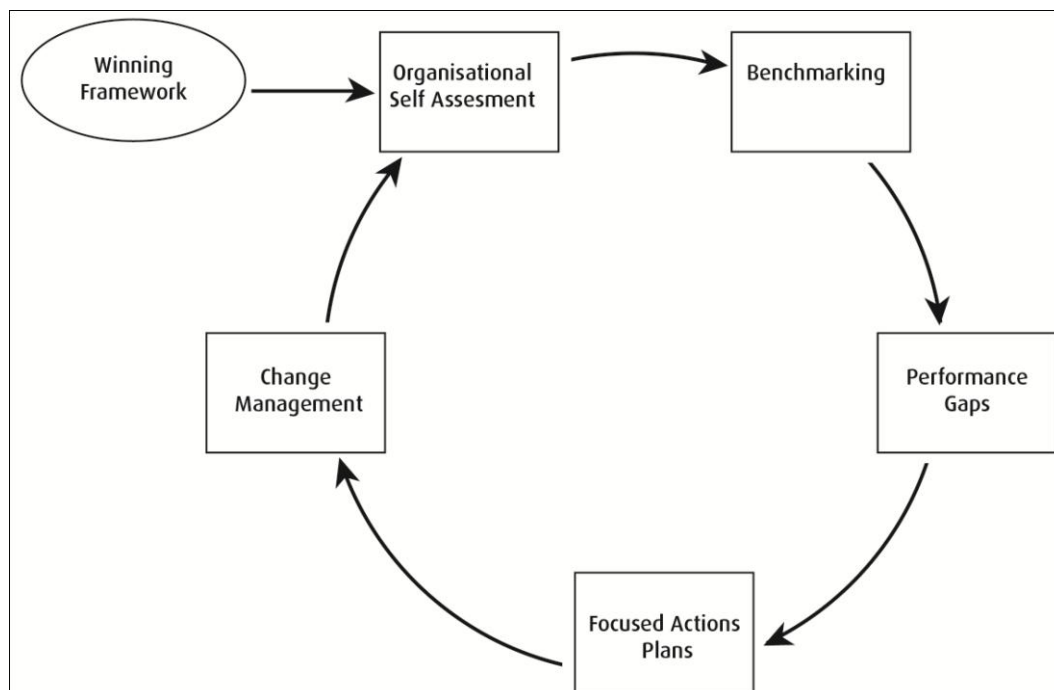 Winning
Framework
Organisational
Self Assesment
Benchmarking
Performance
Gaps
Focused Actions
Plans
Change
Management